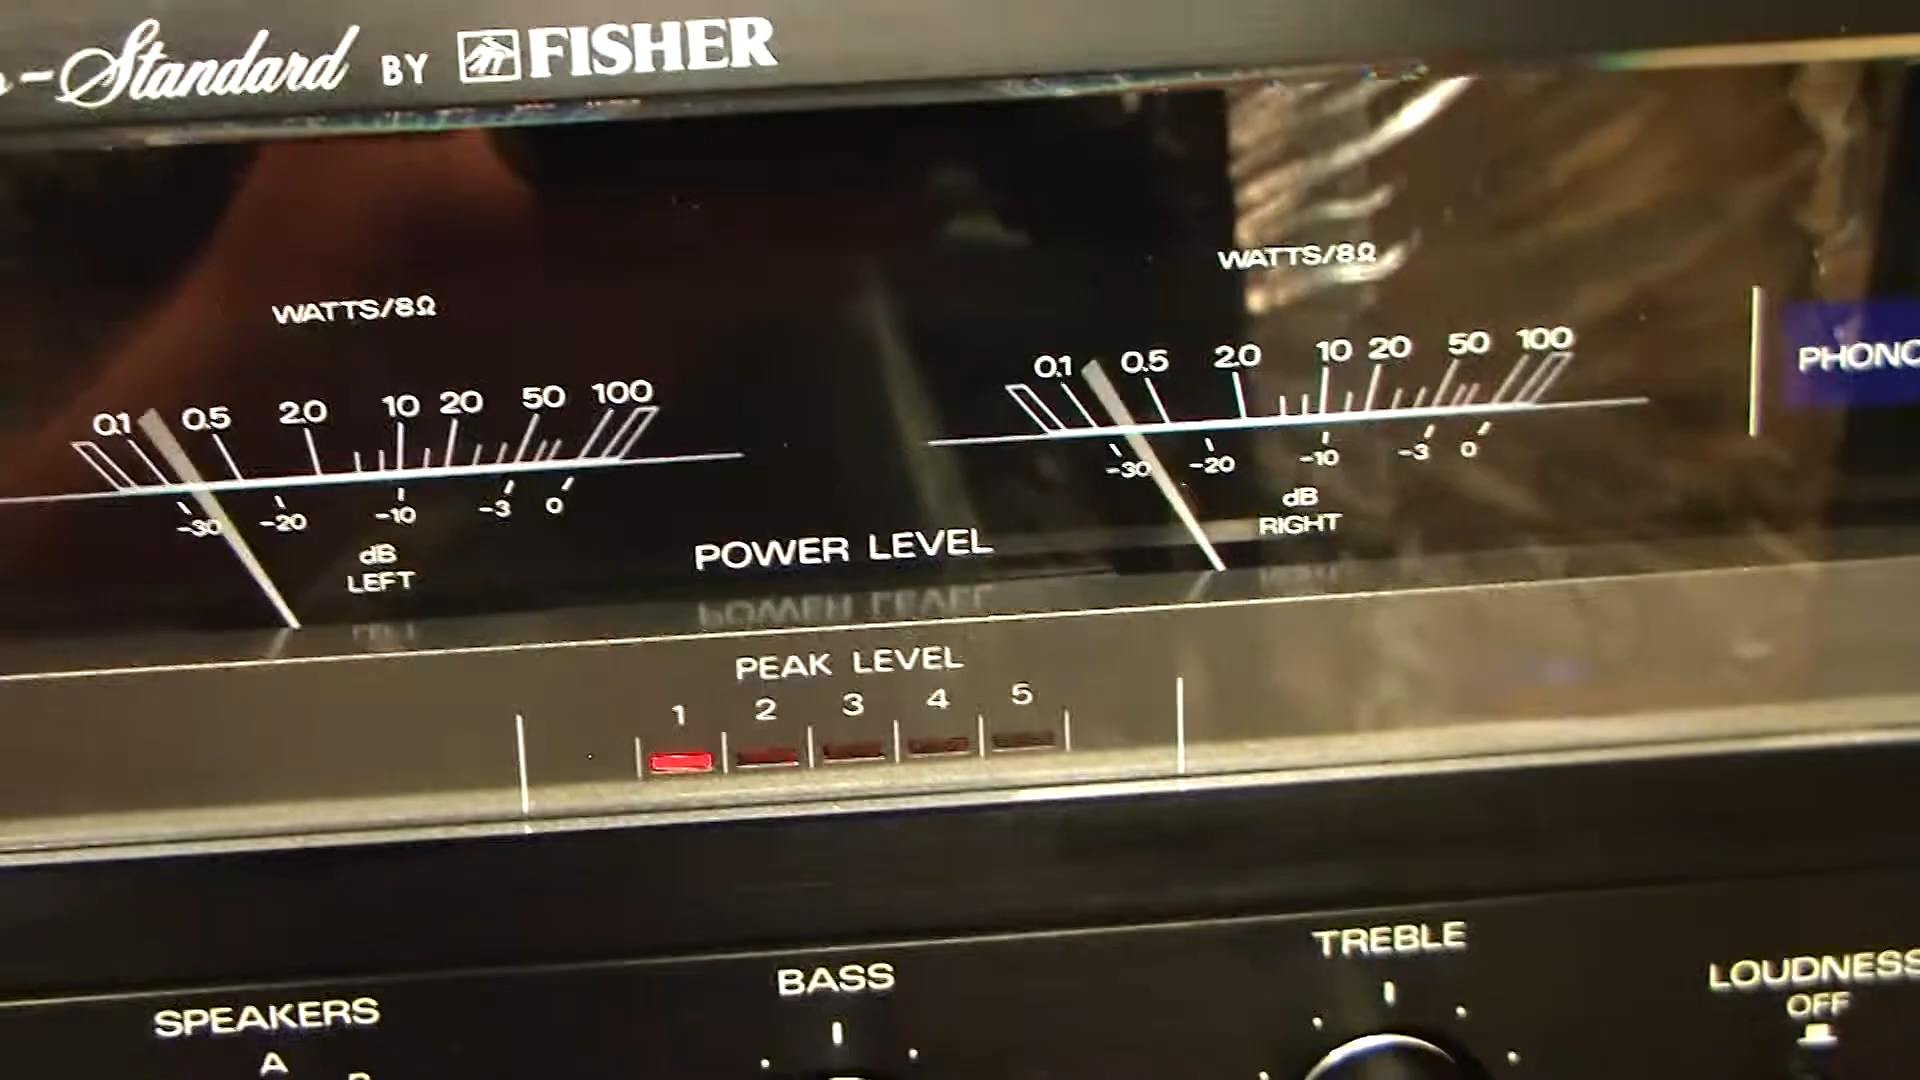 -Standard BY FISHER
WATTS/8Ω
0.1 0.5 2.0 10 20 50 100
-30 -20 -10 -3 0
dB
LEFT
WATTS/8Ω
0.1 0.5 2.0 10 20 50 100
-30 -20 -10 -3 0
dB
RIGHT
PHONO
POWER LEVEL
PEAK LEVEL
1 2 3 4 5
SPEAKERS
A
BASS
TREBLE
LOUDNESS
OFF